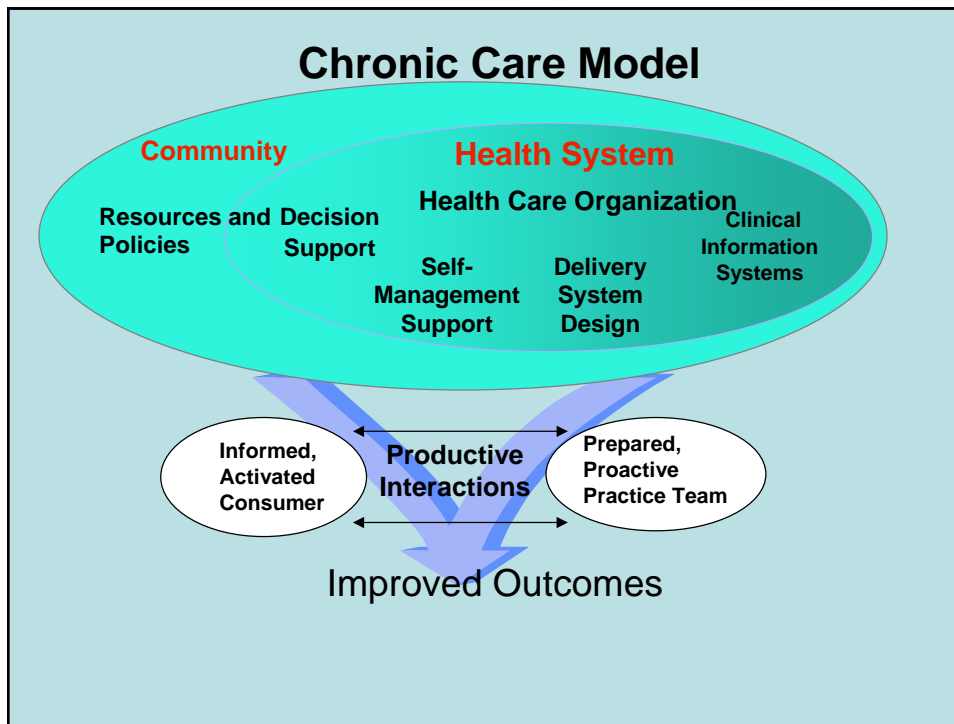 Chronic Care Model
Community
Health System
Health Care Organization
Resources and
Policies
Decision
Support
Self-
Management
Support
Delivery
System
Design
Clinical
Information
Systems
Informed,
Activated
Consumer
Productive
Interactions
Prepared,
Proactive
Practice Team
Improved Outcomes